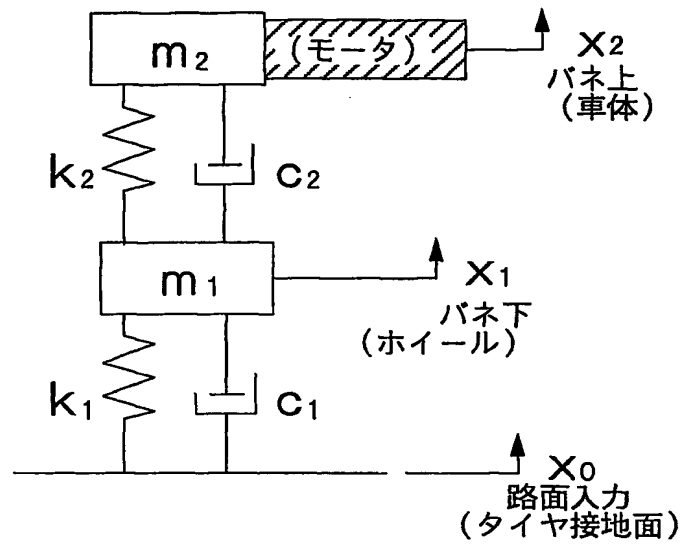 m2
(モータ)
x2
バネ上
(車体)
k2
c2
m1
x1
バネ下
(ホイール)
k1
c1
x0
路面入力
(タイヤ接地面)